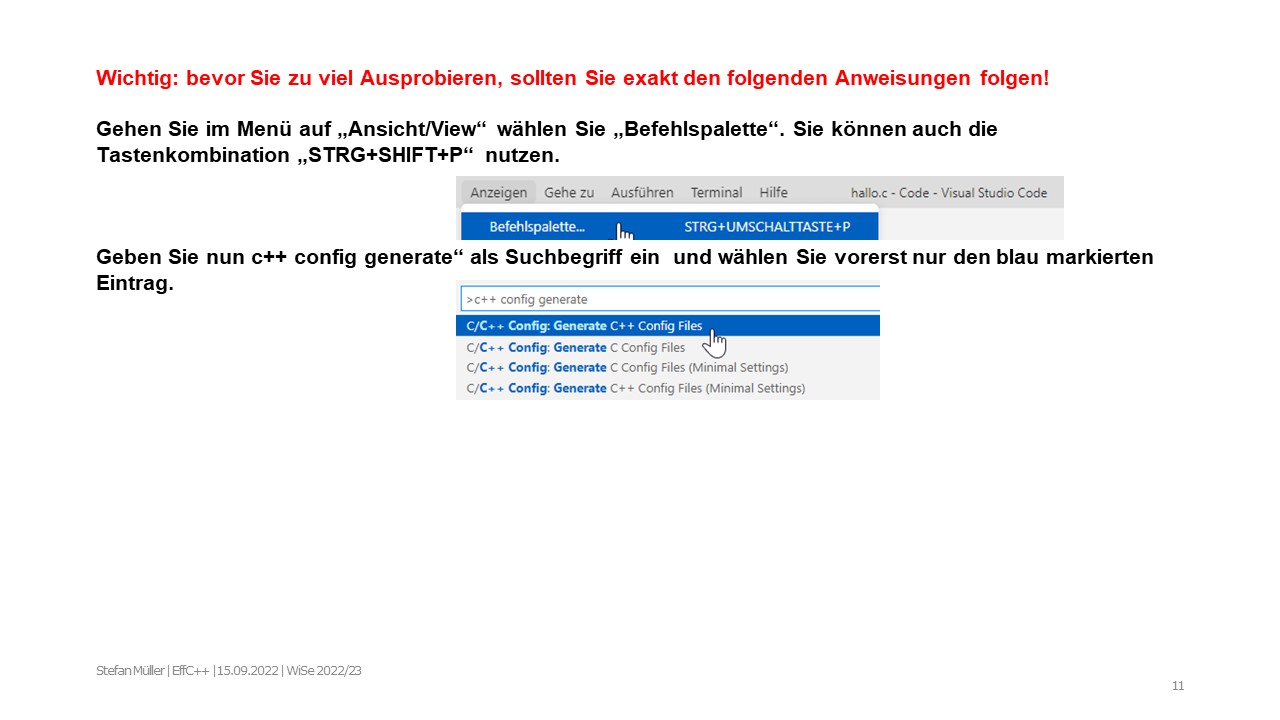 Wichtig: bevor Sie zu viel Ausprobieren, sollten Sie exakt den folgenden Anweisungen folgen!
Gehen Sie im Menü auf „Ansicht/View“ wählen Sie „Befehlspalette“. Sie können auch die
Tastenkombination „STRG+SHIFT+P“ nutzen.
Anzeigen Gehe zu Ausführen Terminal Hilfe hallo.c - Code - Visual Studio Code
Befehlspalette... STRG+UMSCHALTTASTE+P
Geben Sie nun c++ config generate“ als Suchbegriff ein und wählen Sie vorerst nur den blau markierten
Eintrag.
>c++ config generate
C/C++ Config: Generate C++ Config Files
C/C++ Config: Generate C Config Files
C/C++ Config: Generate C Config Files (Minimal Settings)
C/C++ Config: Generate C++ Config Files (Minimal Settings)
Stefan Müller | EffC++ | 15.09.2022 | WiSe 2022/23
11